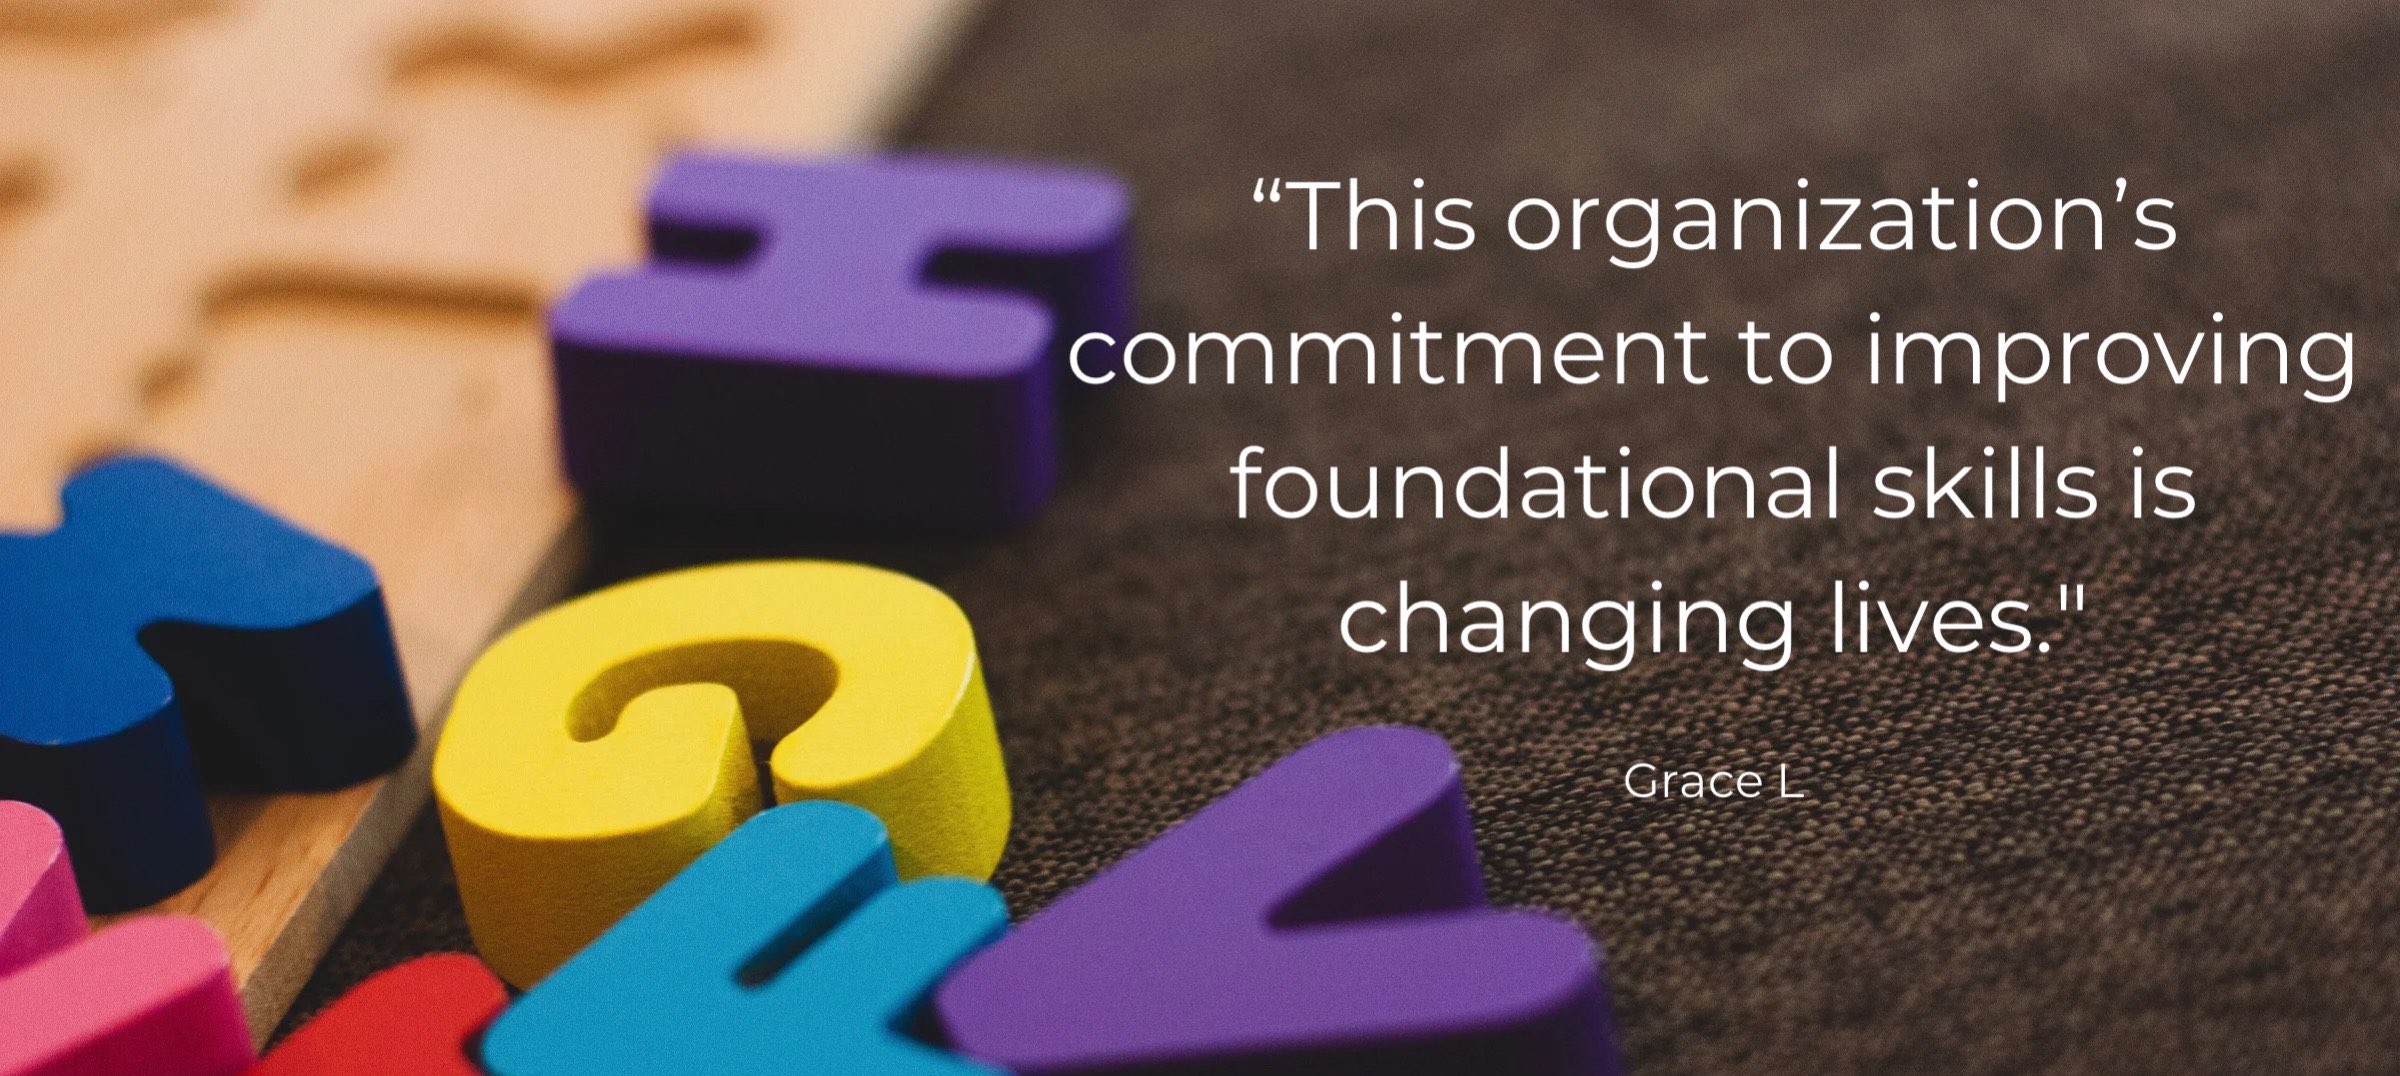 “This organization’s
commitment to improving
foundational skills is
changing lives."
Grace L